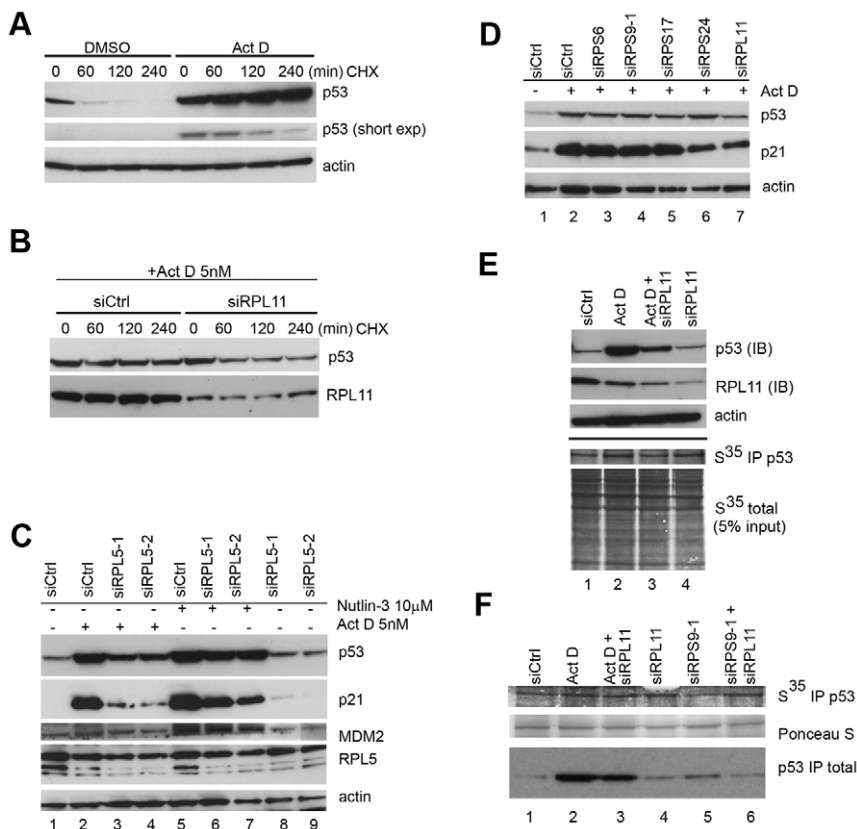 A
DMSO
Act D
0 60 120 240 0 60 120 240 (min) CHX
p53
p53 (short exp)
actin
B
+Act D 5nM
siCtrl
siRPL11
0 60 120 240 0 60 120 240 (min) CHX
p53
RPL11
C
siCtrl siCtrl siRPL5-1 siRPL5-2 siCtrl siRPL5-1 siRPL5-2 siRPL5-1 siRPL5-2
- - - - + + + - - Nutlin-3 10μM
- + + + - - - - - Act D 5nM
p53
p21
MDM2
RPL5
actin
1 2 3 4 5 6 7 8 9
D
siCtrl siCtrl siRPS6 siRPS9-1 siRPS17 siRPS24 siRPL11
- + + + + + + Act D
p53
p21
actin
1 2 3 4 5 6 7
E
siCtrl Act D Act D + siRPL11 siRPL11
p53 (IB)
RPL11 (IB)
actin
S35 IP p53
S35 total
(5% input)
1 2 3 4
F
siCtrl Act D Act D + siRPL11 siRPL11 siRPS9-1 siRPS9-1 + siRPL11
S35 IP p53
Ponceau S
p53 IP total
1 2 3 4 5 6